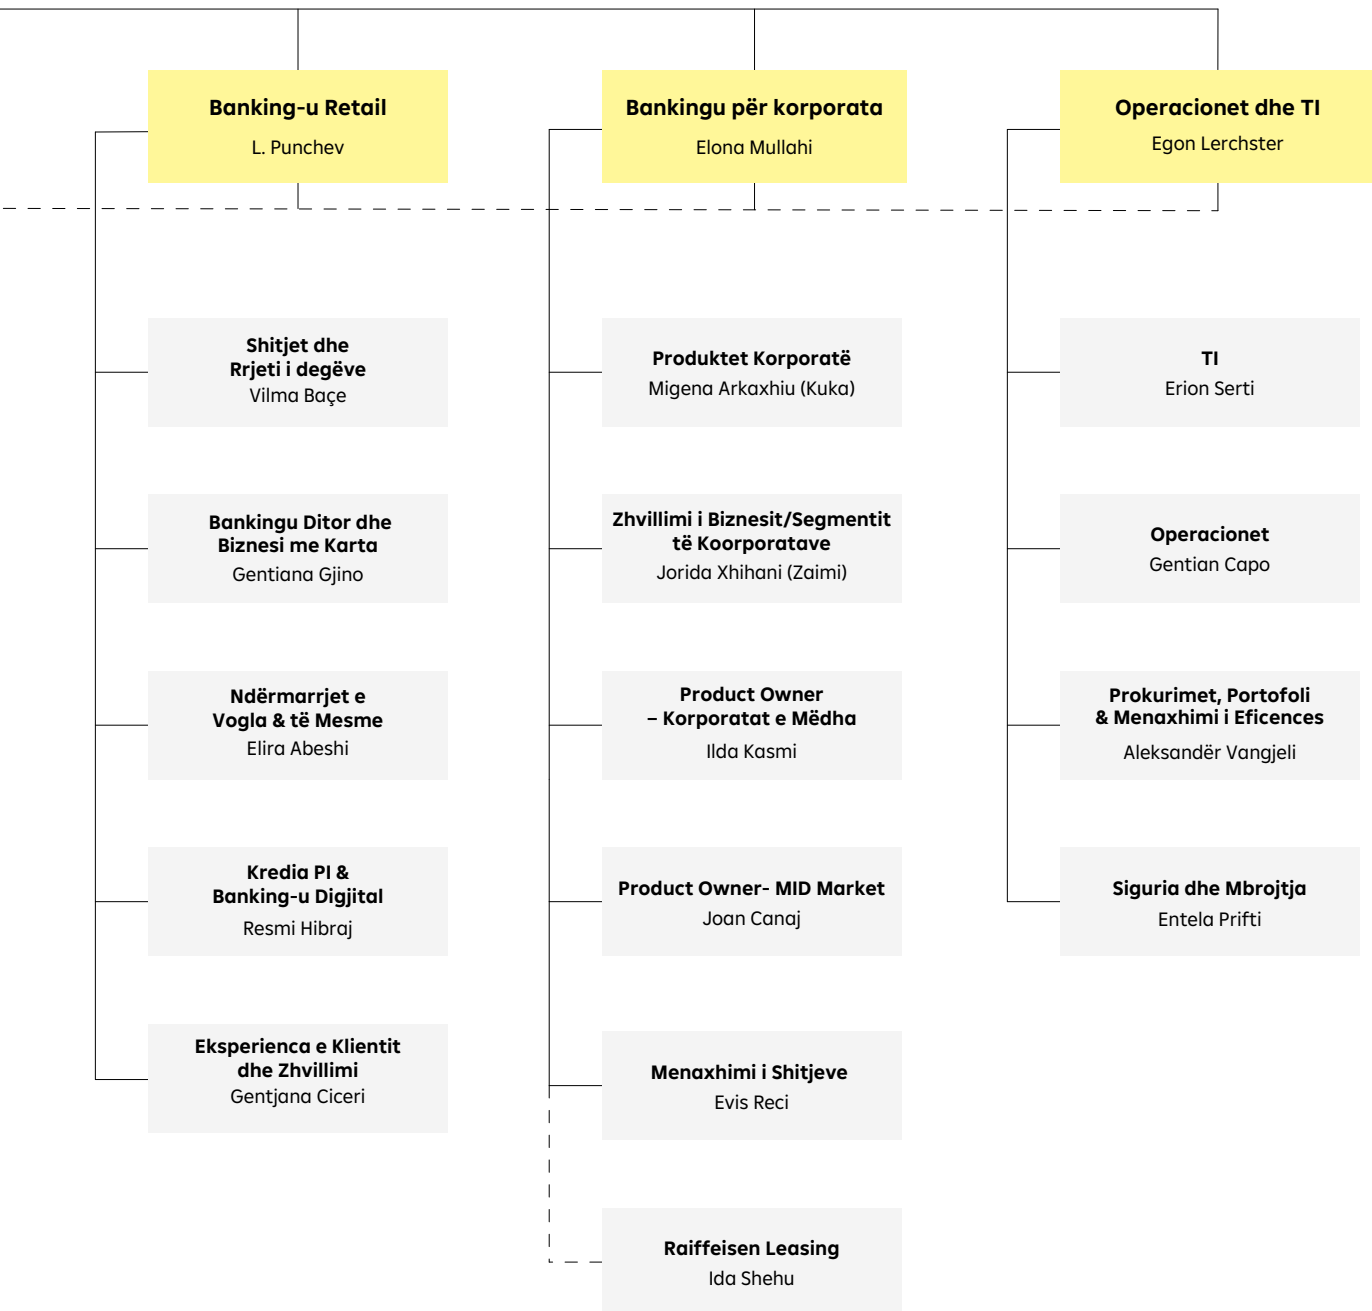 Banking-u Retail
L. Punchev
Shitjet dhe
Rrjeti i degëve
Vilma Baçe
Bankingu Ditor dhe
Biznesi me Karta
Gentiana Gjino
Ndërmarrjet e
Vogla & të Mesme
Elira Abeshi
Kredia PI &
Banking-u Digjital
Resmi Hibraj
Eksperienca e Klientit
dhe Zhvillimi
Gentjana Ciceri
Bankingu për korporata
Elona Mullahi
Produktet Korporatë
Migena Arkaxhiu (Kuka)
Zhvillimi i Biznesit/Segmentit
të Koorporatave
Jorida Xhihani (Zaimi)
Product Owner
– Korporatat e Mëdha
Ilda Kasmi
Product Owner- MID Market
Joan Canaj
Menaxhimi i Shitjeve
Evis Reci
Raiffeisen Leasing
Ida Shehu
Operacionet dhe TI
Egon Lerchster
TI
Erion Serti
Operacionet
Gentian Capo
Prokurimet, Portofoli
& Menaxhimi i Eficences
Aleksandër Vangjeli
Siguria dhe Mbrojtja
Entela Prifti